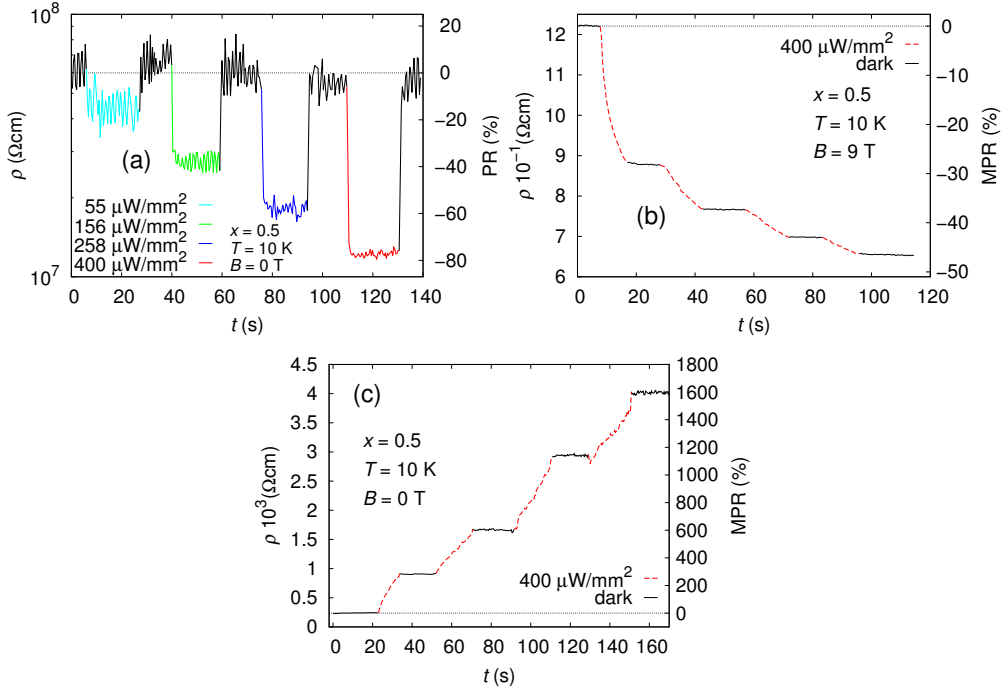 10^8
10^7
ρ (Ωcm)
20
0
−20
−40
−60
−80
PR (%)
(a)
55 μW/mm^2
156 μW/mm^2
258 μW/mm^2
400 μW/mm^2
x = 0.5
T = 10 K
B = 0 T
0 20 40 60 80 100 120 140
t (s)
12
11
10
9
8
7
6
ρ 10^-1 (Ωcm)
0
−10
−20
−30
−40
−50
MPR (%)
400 μW/mm^2
dark
x = 0.5
T = 10 K
B = 9 T
(b)
0 20 40 60 80 100 120
t (s)
4.5
4
3.5
3
2.5
2
1.5
1
0.5
0
ρ 10^3 (Ωcm)
1800
1600
1400
1200
1000
800
600
400
200
0
MPR (%)
(c)
x = 0.5
T = 10 K
B = 0 T
400 μW/mm^2
dark
0 20 40 60 80 100 120 140 160
t (s)